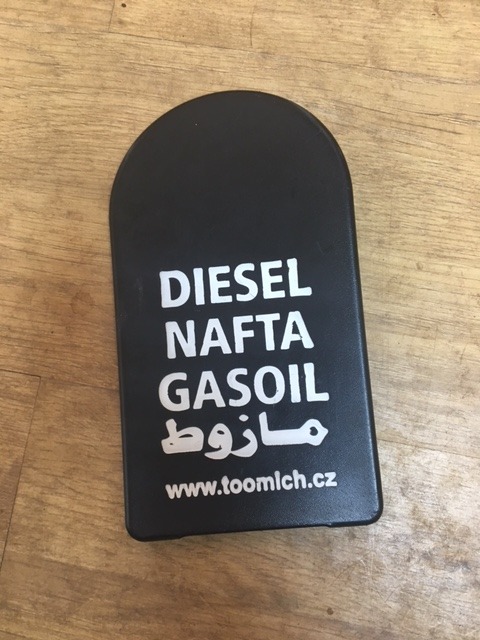 DIESEL
NAFTA
GASOIL
مازوط
www.toomlch.cz